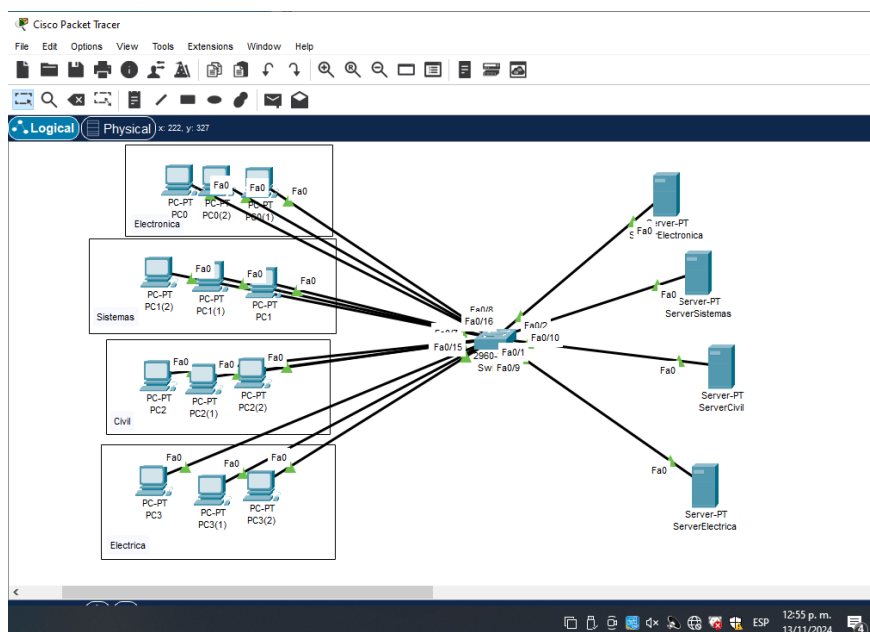 Cisco Packet Tracer
File Edit Options View Tools Extensions Window Help
Logical Physical x: 222, y: 327
Fa0 Fa0 Fa0
PC-PT PC-PT PC-PT
PC0 PC0(2) PC0(1)
Electronica
Fa0 Fa0 Fa0
PC-PT PC-PT PC-PT
PC1(2) PC1(1) PC1
Sistemas
Fa0 Fa0 Fa0
PC-PT PC-PT PC-PT
PC2 PC2(1) PC2(2)
Civil
Fa0 Fa0 Fa0
PC-PT PC-PT PC-PT
PC3 PC3(1) PC3(2)
Electrica
Fa0/8
Fa0/16
Fa0/2
Fa0/10
Fa0/15
Fa0/1
2960-
Sw
Fa0/9
Fa0
Fa0
Server-PT
ServerSistemas
Fa0
Server-PT
ServerCivil
Fa0
Server-PT
ServerElectrica
ESP
12:55 p. m.
13/11/2024
4